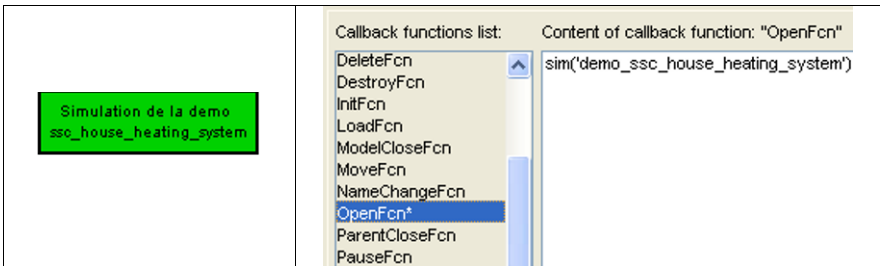 Simulation de la demo
ssc_house_heating_system
Callback functions list:
DeleteFcn
DestroyFcn
InitFcn
LoadFcn
ModelCloseFcn
MoveFcn
NameChangeFcn
OpenFcn*
ParentCloseFcn
PauseFcn
Content of callback function: "OpenFcn"
sim('demo_ssc_house_heating_system')